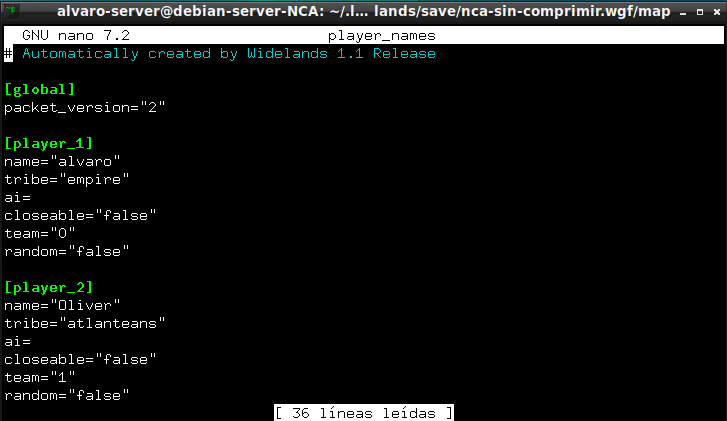 alvaro-server@debian-server-NCA: ~/.l... lands/save/nca-sin-comprimir.wgf/map
GNU nano 7.2 player_names
# Automatically created by Widelands 1.1 Release
[global]
packet_version="2"
[player_1]
name="alvaro"
tribe="empire"
ai=
closeable="false"
team="0"
random="false"
[player_2]
name="Oliver"
tribe="atlanteans"
ai=
closeable="false"
team="1"
random="false"
[ 36 líneas leídas ]